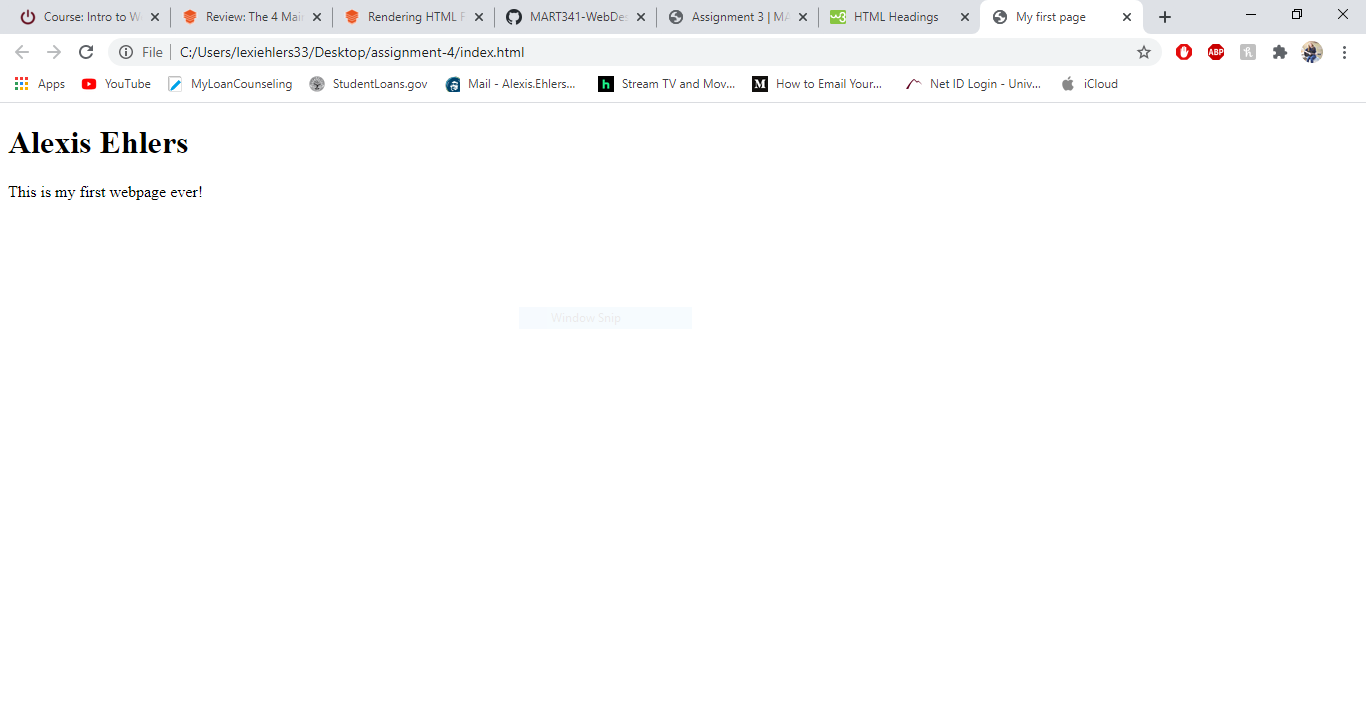 Course: Intro to W
Review: The 4 Mai
Rendering HTML F
MART341-WebDes
Assignment 3 | MA
HTML Headings
My first page
File
C:/Users/lexiehlers33/Desktop/assignment-4/index.html
ABP
Apps
YouTube
MyLoanCounseling
StudentLoans.gov
Mail - Alexis.Ehlers...
Stream TV and Mov...
How to Email Your...
Net ID Login - Univ...
iCloud
Alexis Ehlers
This is my first webpage ever!
Window Snip